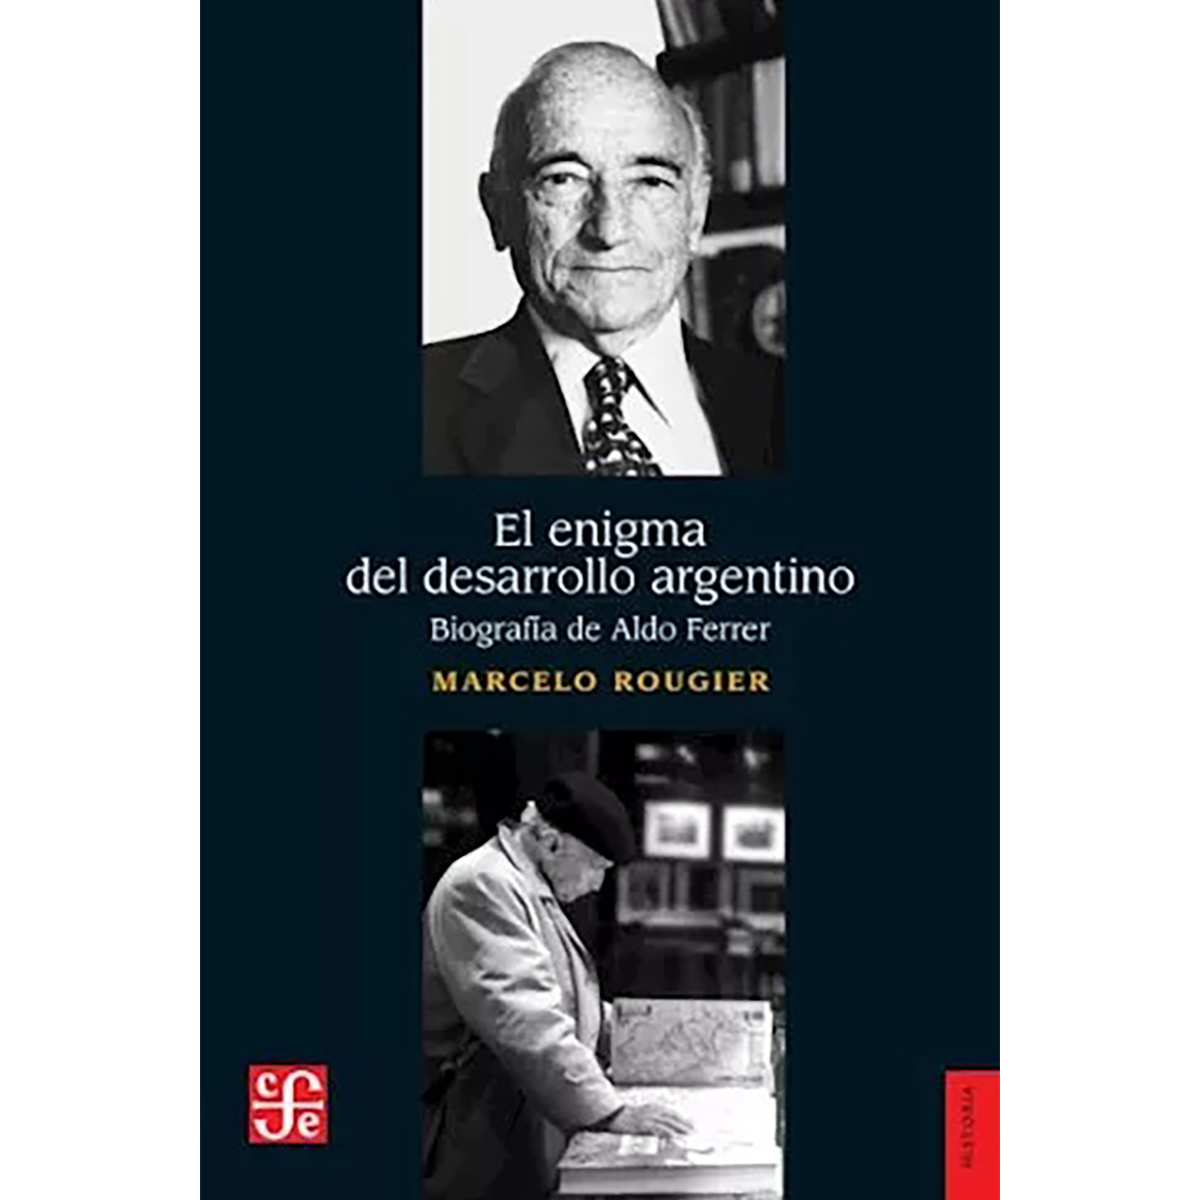 El enigma
del desarrollo argentino
Biografía de Aldo Ferrer
MARCELO ROUGIER
cfe
HISTORIA